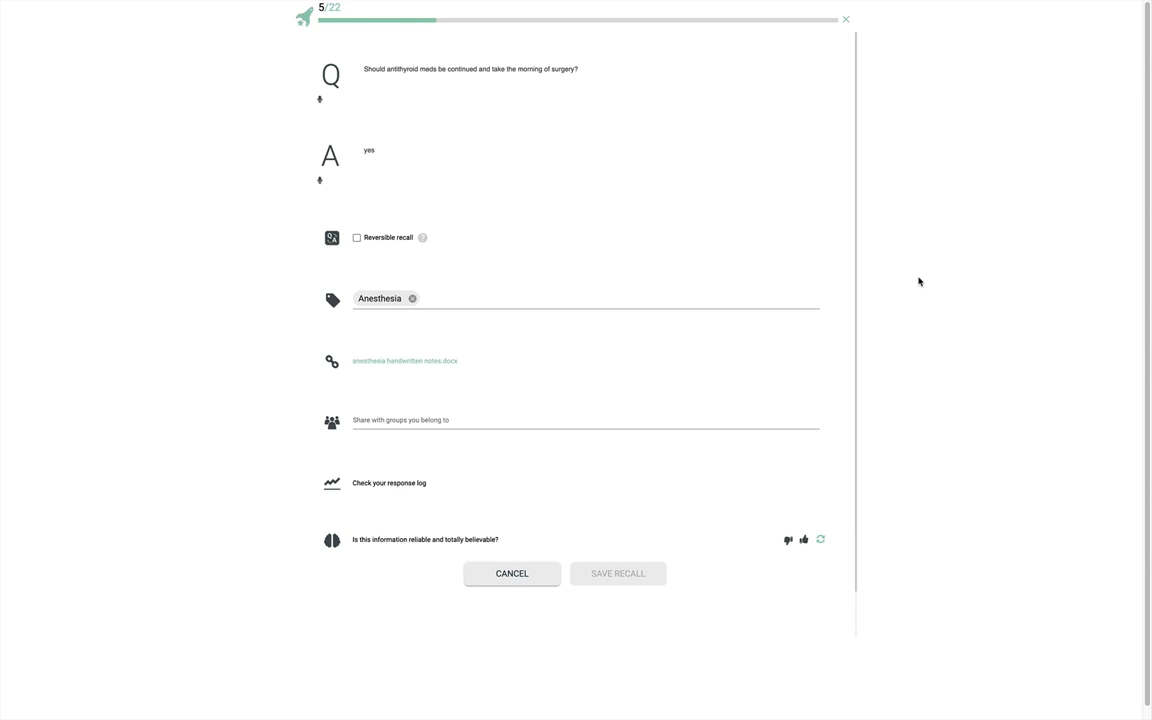 5/22
Q
Should antithyroid meds be continued and take the morning of surgery?
A
yes
Q A
Reversible recall ?
Anesthesia
anesthesia handwritten notes.docx
Share with groups you belong to
Check your response log
Is this information reliable and totally believable?
CANCEL SAVE RECALL